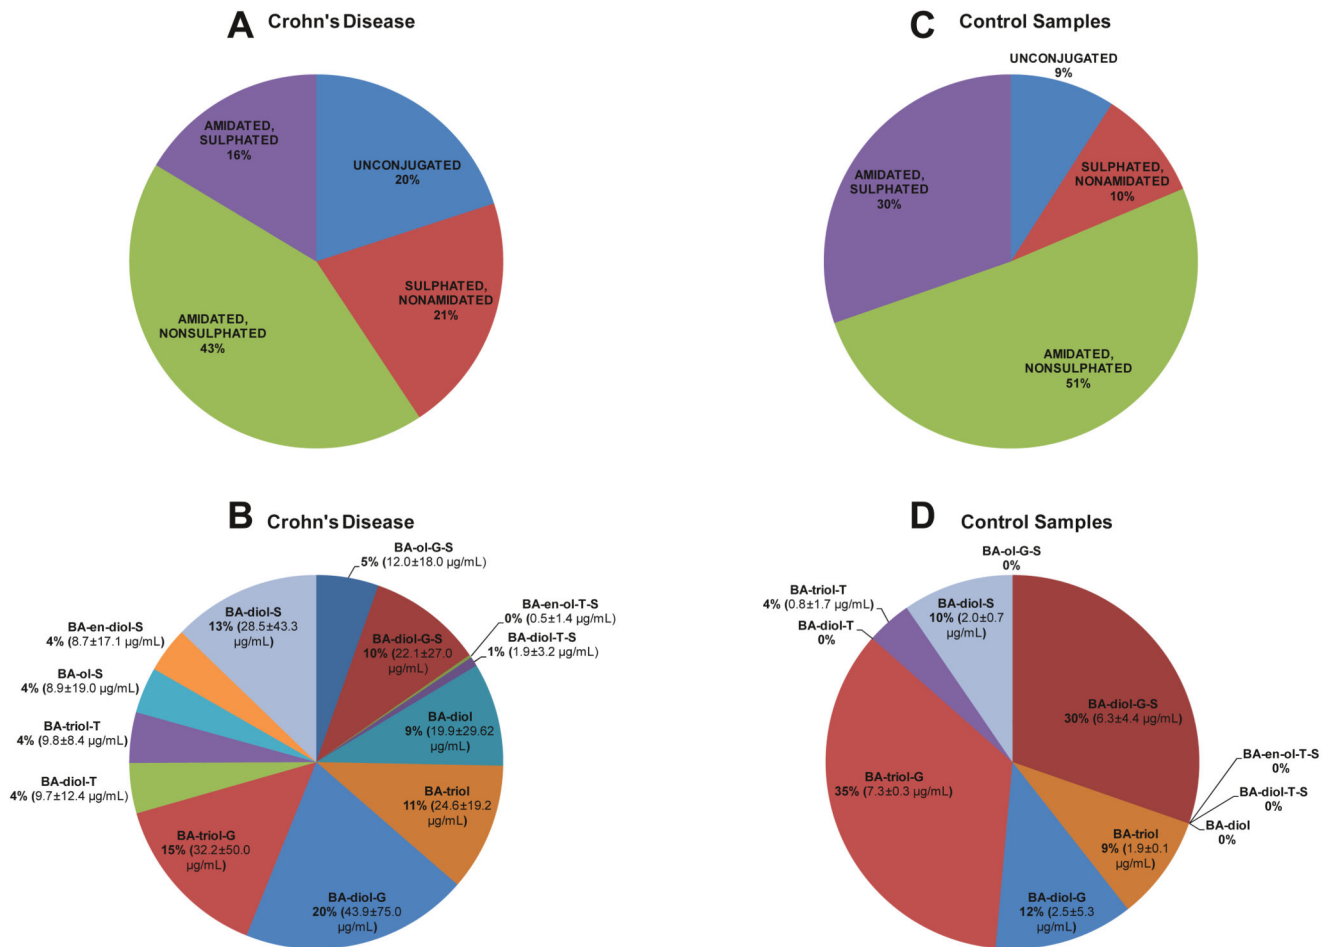 A Crohn's Disease
UNCONJUGATED
20%
SULPHATED,
NONAMIDATED
21%
AMIDATED,
NONSULPHATED
43%
AMIDATED,
SULPHATED
16%
C Control Samples
UNCONJUGATED
9%
SULPHATED,
NONAMIDATED
10%
AMIDATED,
NONSULPHATED
51%
AMIDATED,
SULPHATED
30%
B Crohn's Disease
BA-ol-G-S
5% (12.0±18.0 µg/mL)
BA-diol-G-S
10% (22.1±27.0
µg/mL)
BA-en-ol-T-S
0% (0.5±1.4 µg/mL)
BA-diol-T-S
1% (1.9±3.2 µg/mL)
BA-diol
9% (19.9±29.62
µg/mL)
BA-triol
11% (24.6±19.2
µg/mL)
BA-diol-G
20% (43.9±75.0
µg/mL)
BA-triol-G
15% (32.2±50.0
µg/mL)
BA-diol-T
4% (9.7±12.4 µg/mL)
BA-triol-T
4% (9.8±8.4 µg/mL)
BA-ol-S
4% (8.9±19.0 µg/mL)
BA-en-diol-S
4% (8.7±17.1 µg/mL)
BA-diol-S
13% (28.5±43.3
µg/mL)
D Control Samples
BA-ol-G-S
0%
BA-diol-G-S
30% (6.3±4.4 µg/mL)
BA-en-ol-T-S
0%
BA-diol-T-S
0%
BA-diol
0%
BA-triol
9% (1.9±0.1
µg/mL)
BA-diol-G
12% (2.5±5.3
µg/mL)
BA-triol-G
35% (7.3±0.3 µg/mL)
BA-diol-T
0%
BA-triol-T
4% (0.8±1.7 µg/mL)
BA-diol-S
10% (2.0±0.7
µg/mL)